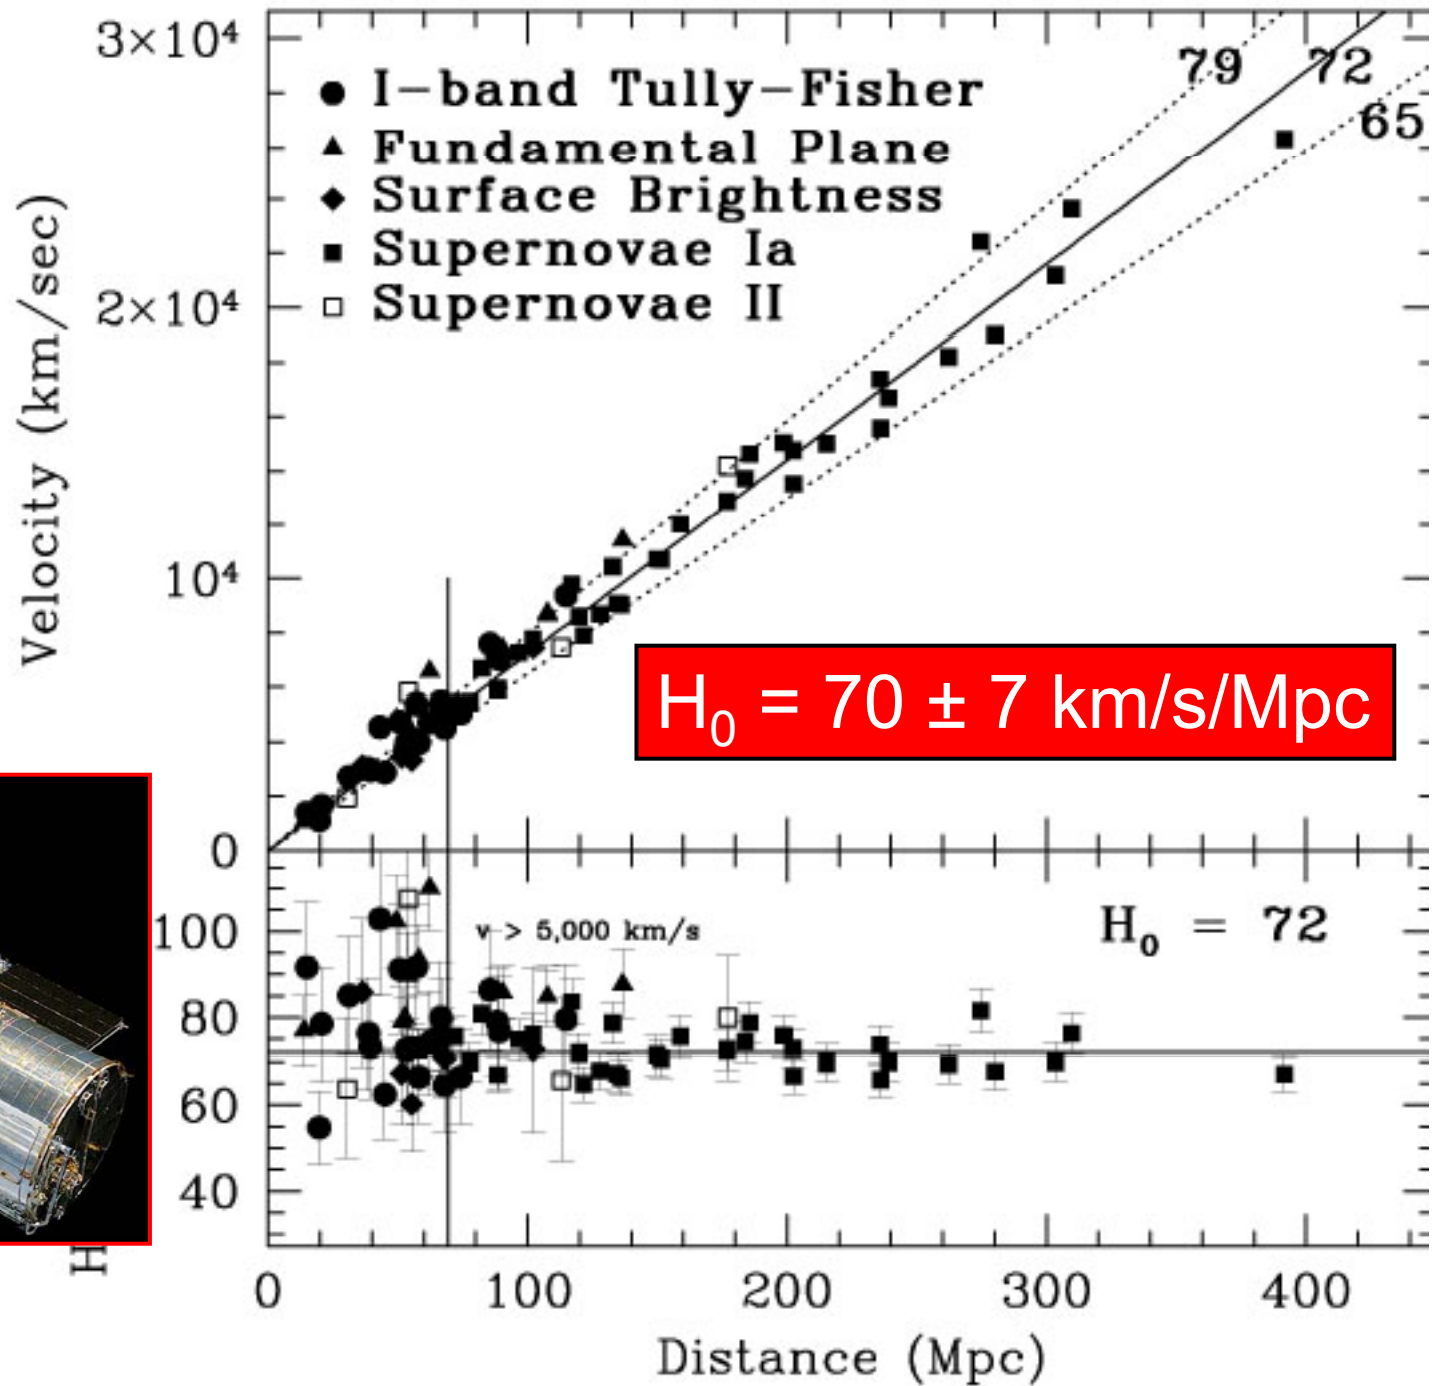 3×10⁴
79 72
65
● I-band Tully-Fisher
▲ Fundamental Plane
◆ Surface Brightness
■ Supernovae Ia
□ Supernovae II
Velocity (km/sec)
2×10⁴
10⁴
H₀ = 70 ± 7 km/s/Mpc
0
100
v > 5,000 km/s
H₀ = 72
80
60
40
H
0 100 200 300 400
Distance (Mpc)